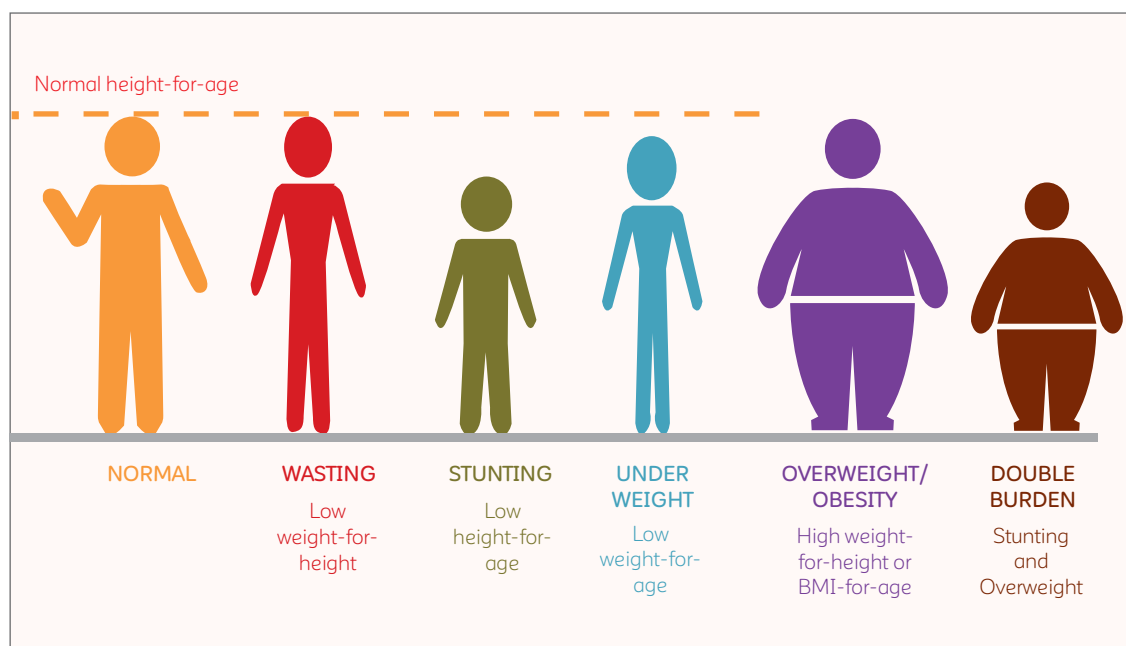 Normal height-for-age
NORMAL
WASTING
Low
weight-for-
height
STUNTING
Low
height-for-
age
UNDER
WEIGHT
Low
weight-for-
age
OVERWEIGHT/
OBESITY
High weight-
for-height or
BMI-for-age
DOUBLE
BURDEN
Stunting
and
Overweight